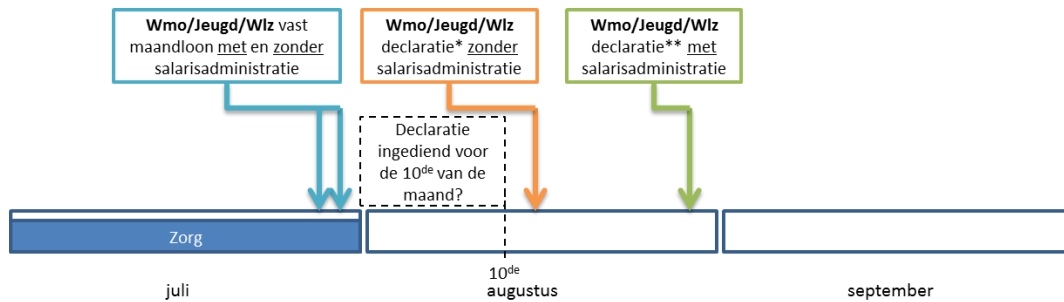 Wmo/Jeugd/Wlz vast
maandloon met en zonder
salarisadministratie
Wmo/Jeugd/Wlz
declaratie* zonder
salarisadministratie
Wmo/Jeugd/Wlz
declaratie** met
salarisadministratie
Declaratie
ingediend voor
de 10de van de
maand?
Zorg
10de
juli
augustus
september